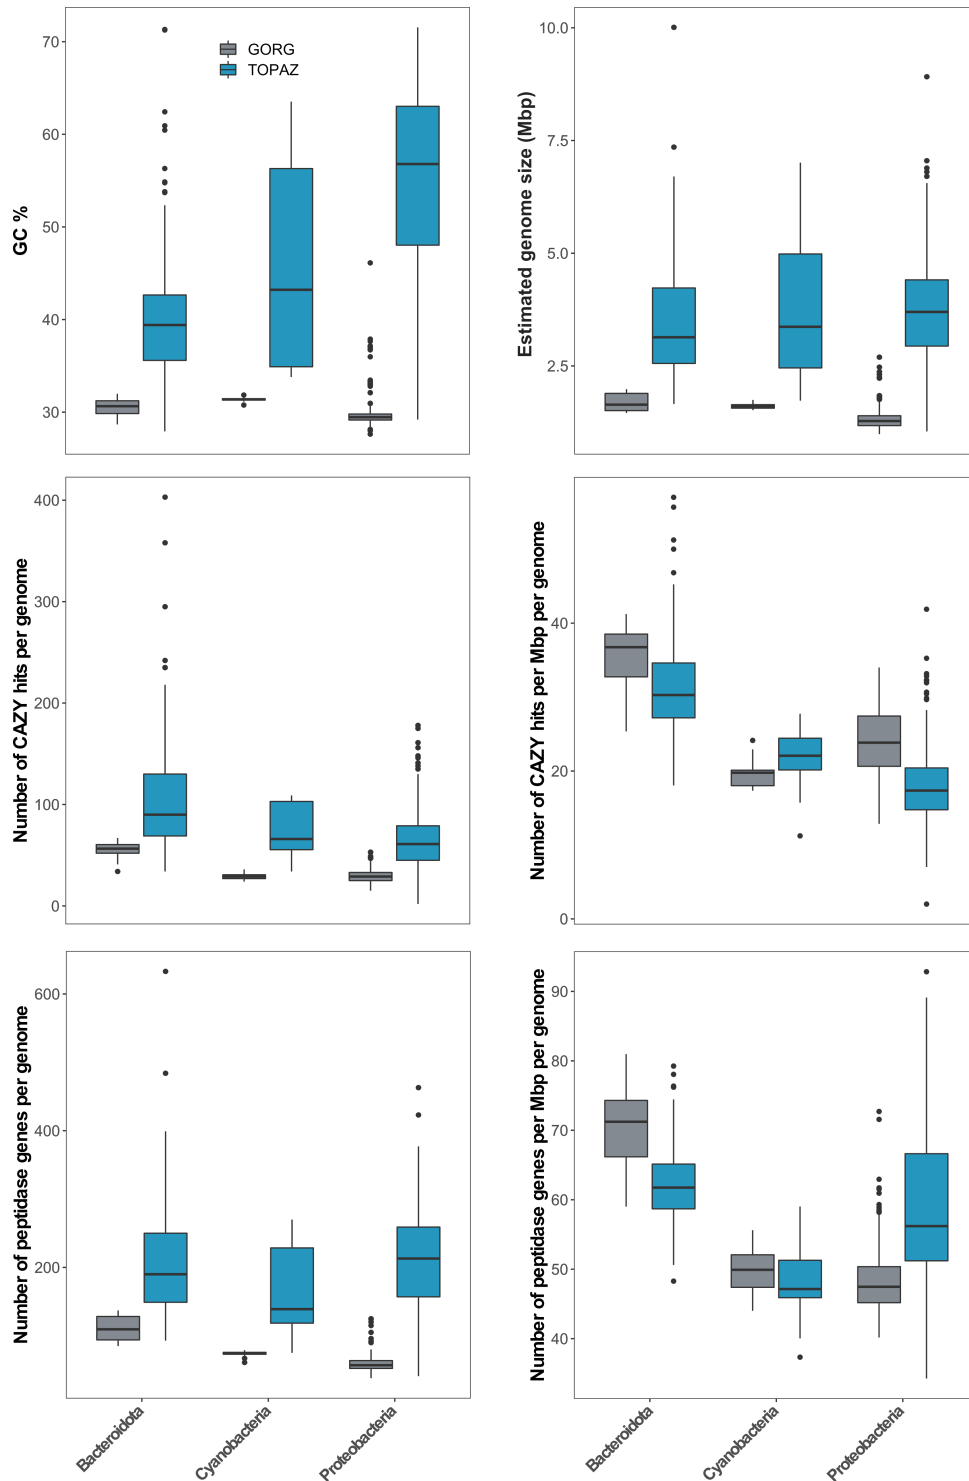 GC %
70
60
50
40
30
GORG
TOPAZ
Estimated genome size (Mbp)
10.0
7.5
5.0
2.5
Number of CAZY hits per genome
400
300
200
100
0
Number of CAZY hits per Mbp per genome
40
20
0
Number of peptidase genes per genome
600
400
200
Number of peptidase genes per Mbp per genome
90
80
70
60
50
40
Bacteroidota
Cyanobacteria
Proteobacteria
Bacteroidota
Cyanobacteria
Proteobacteria